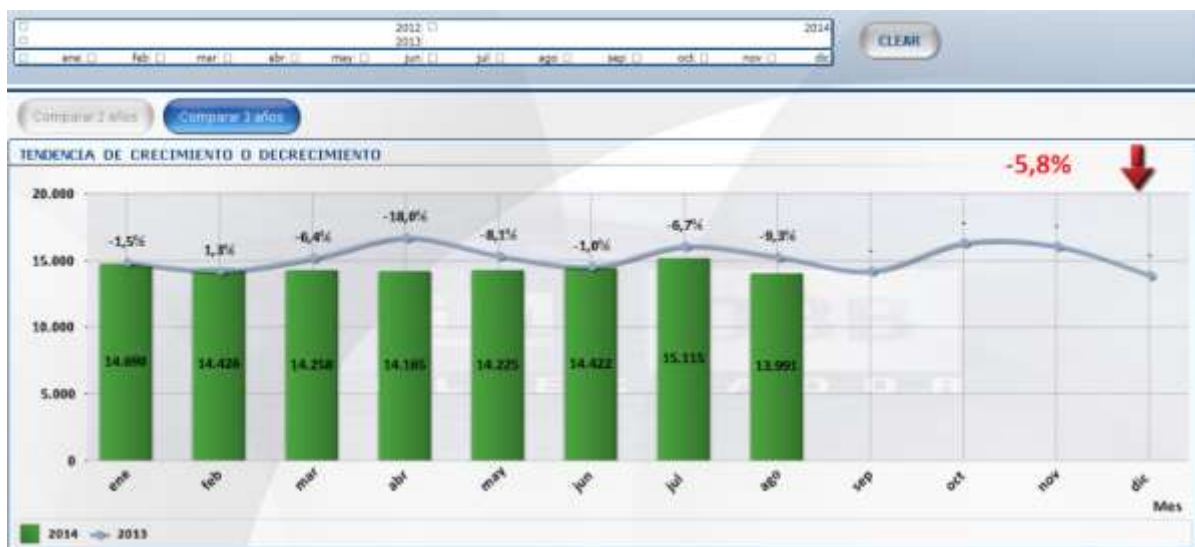 2012 2014
2013
ene feb mar abr may jun jul ago sep oct nov dic
CLEAR
Comparar 2 años Comparar 3 años
TENDENCIA DE CRECIMIENTO O DECRECIMIENTO
-5,8%
20.000
15.000
10.000
5.000
0
-1,5% 1,3% -6,4% -18,0% -8,1% -1,0% -6,7% -9,3% - - - -
14.426 14.258 14.185 14.225 14.422 15.115 13.991
ene feb mar abr may jun jul ago sep oct nov dic
Mes
2014 2013